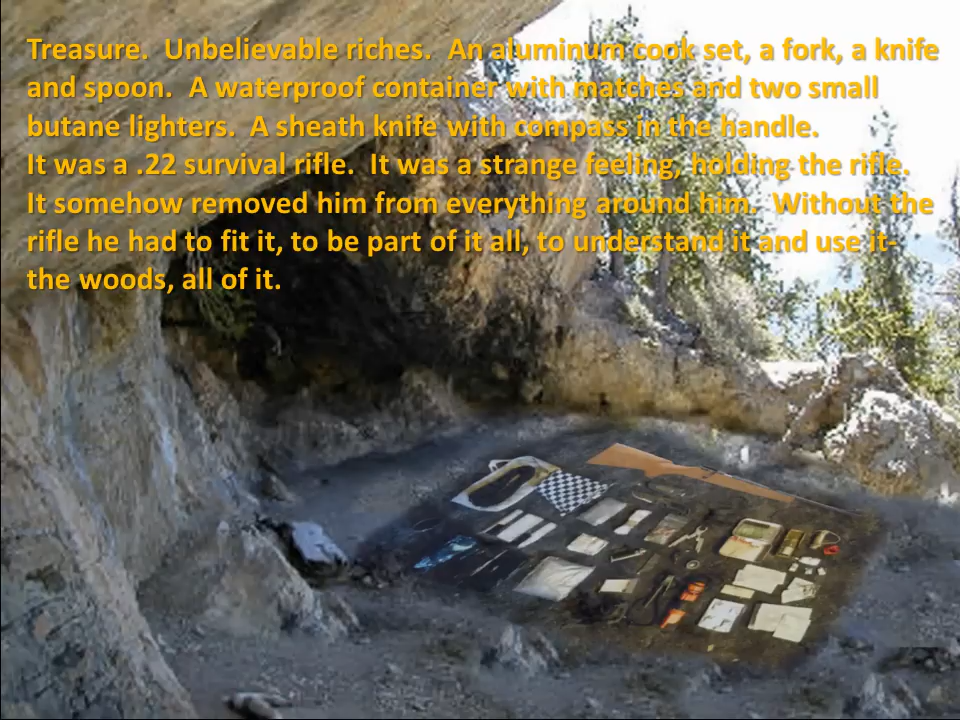 Treasure.  Unbelievable riches.  An aluminum cook set, a fork, a knife
and spoon.  A waterproof container with matches and two small
butane lighters.  A sheath knife with compass in the handle.
It was a .22 survival rifle.  It was a strange feeling, holding the rifle.
It somehow removed him from everything around him.  Without the
rifle he had to fit it, to be part of it all, to understand it and use it-
the woods, all of it.